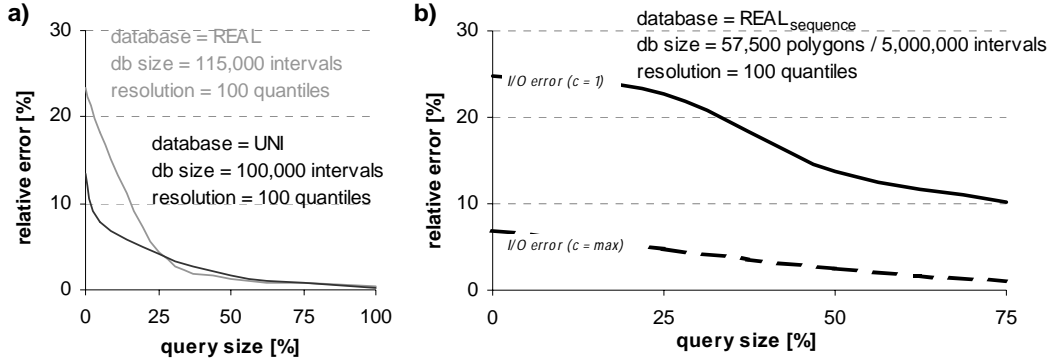 a)
30
20
10
0
relative error [%]
database = REAL
db size = 115,000 intervals
resolution = 100 quantiles
database = UNI
db size = 100,000 intervals
resolution = 100 quantiles
0 25 50 75 100
query size [%]
b)
30
20
10
0
relative error [%]
database = REALsequence
db size = 57,500 polygons / 5,000,000 intervals
resolution = 100 quantiles
I/O error (c = 1)
I/O error (c = max)
0 25 50 75
query size [%]